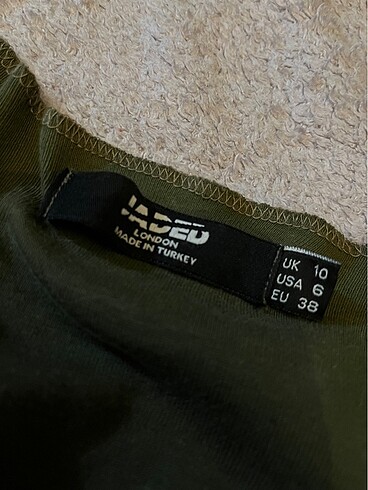 JADED
LONDON
MADE IN TURKEY
UK 10
USA 6
EU 38